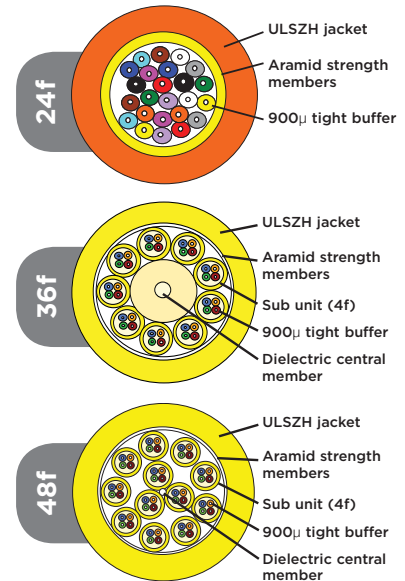 24f
ULSZH jacket
Aramid strength
members
900µ tight buffer
36f
ULSZH jacket
Aramid strength
members
Sub unit (4f)
900µ tight buffer
Dielectric central
member
48f
ULSZH jacket
Aramid strength
members
Sub unit (4f)
900µ tight buffer
Dielectric central
member